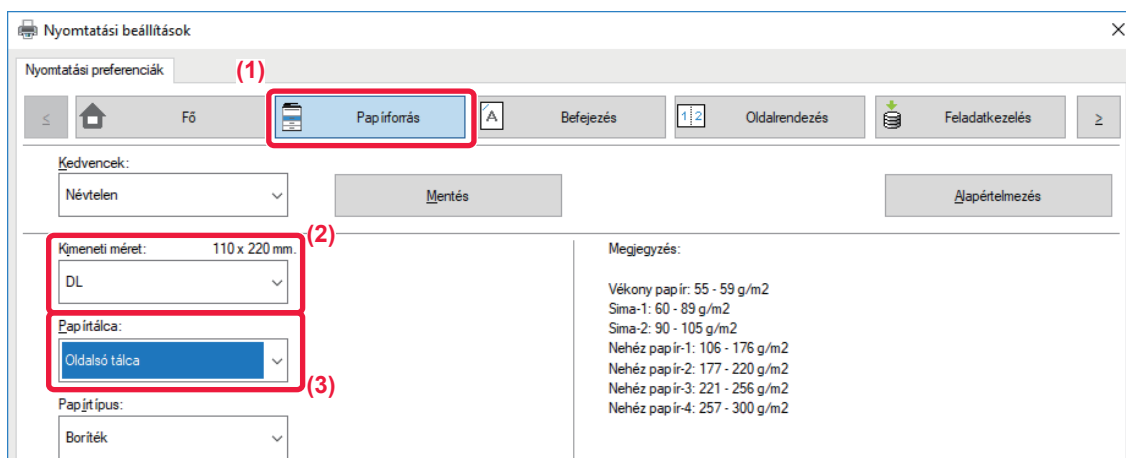 Nyomtatási beállítások
Nyomtatási preferenciák
(1)
≤ Fő Papírforrás A Befejezés 1 2 Oldalrendezés Feladatkezelés ≥
Kedvencek:
Névtelen Mentés Alapértelmezés
(2)
Kimeneti méret: 110 x 220 mm.
DL
Papírtálca:
Oldalsó tálca
(3)
Papírtípus:
Boríték
Megjegyzés:
Vékony papír: 55 - 59 g/m2
Sima-1: 60 - 89 g/m2
Sima-2: 90 - 105 g/m2
Nehéz papír-1: 106 - 176 g/m2
Nehéz papír-2: 177 - 220 g/m2
Nehéz papír-3: 221 - 256 g/m2
Nehéz papír-4: 257 - 300 g/m2